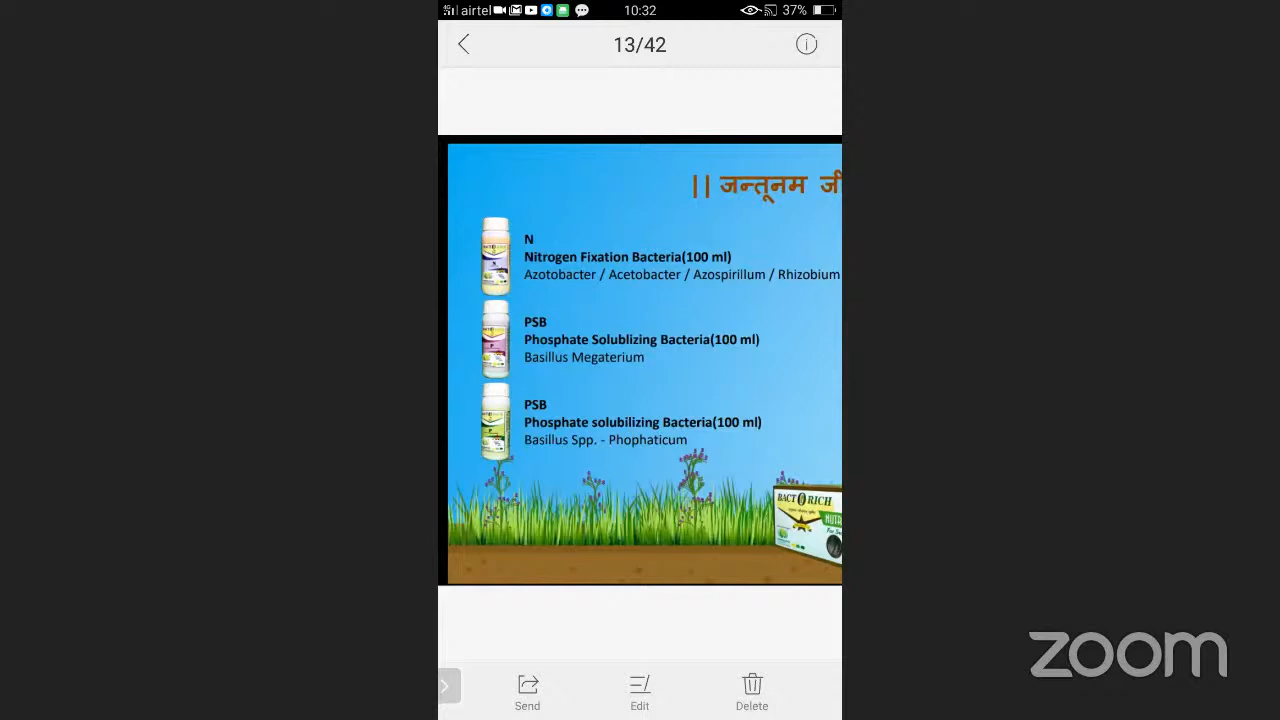 airtel
10:32
37%
13/42
|| जन्तूनम जी
N
Nitrogen Fixation Bacteria(100 ml)
Azotobacter / Acetobacter / Azospirillum / Rhizobium
PSB
Phosphate Solublizing Bacteria(100 ml)
Basillus Megaterium
PSB
Phosphate solubilizing Bacteria(100 ml)
Basillus Spp. - Phophaticum
BACTORICH
Send
Edit
Delete
zoom